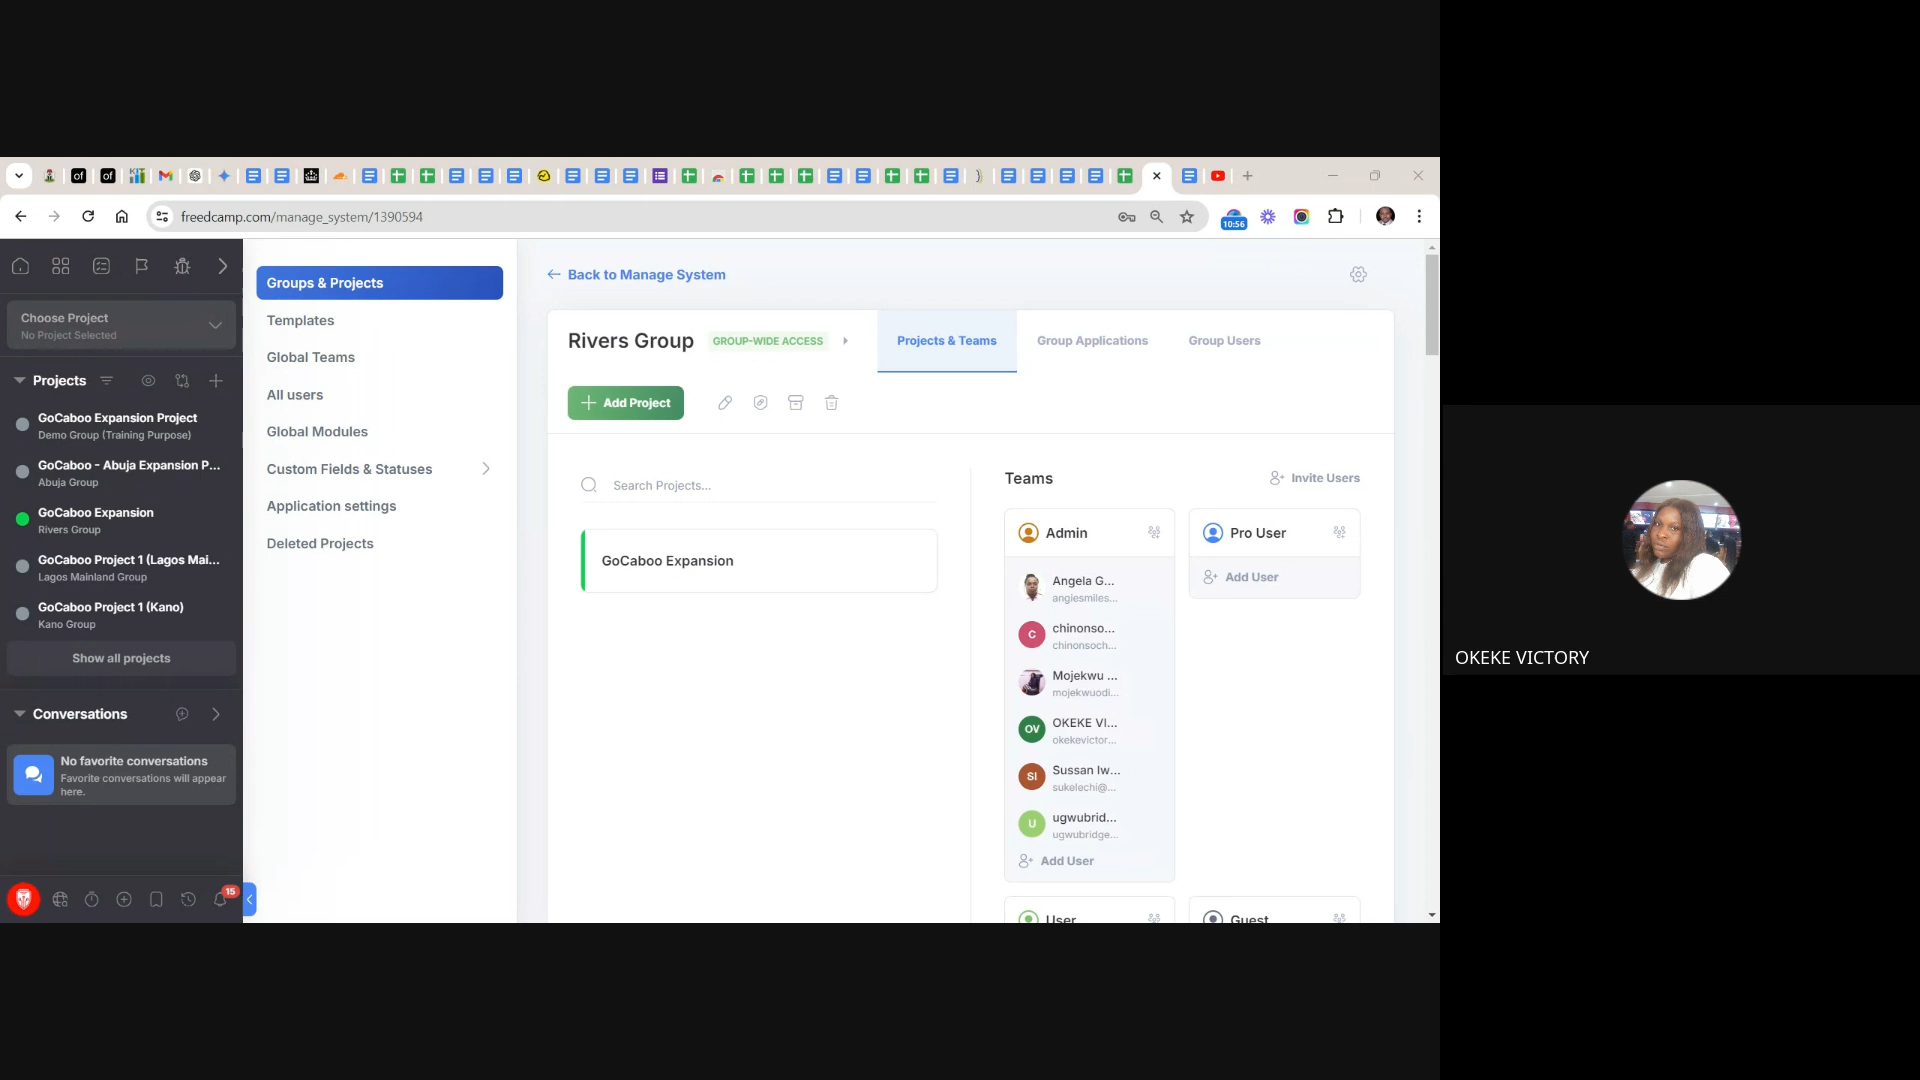 freedcamp.com/manage_system/1390594
10:56
Choose Project
No Project Selected
Projects
GoCaboo Expansion Project
Demo Group (Training Purpose)
GoCaboo - Abuja Expansion P...
Abuja Group
GoCaboo Expansion
Rivers Group
GoCaboo Project 1 (Lagos Mai...
Lagos Mainland Group
GoCaboo Project 1 (Kano)
Kano Group
Show all projects
Conversations
No favorite conversations
Favorite conversations will appear
here.
15
Groups & Projects
Templates
Global Teams
All users
Global Modules
Custom Fields & Statuses
Application settings
Deleted Projects
Back to Manage System
Rivers Group
GROUP-WIDE ACCESS
Projects & Teams
Group Applications
Group Users
Add Project
Search Projects...
GoCaboo Expansion
Teams
Invite Users
Admin
Angela G...
angiesmiles...
C
chinonso...
chinonsoch...
Mojekwu ...
mojekwuodi...
OV
OKEKE VI...
okekevictor...
SI
Sussan Iw...
sukelechi@...
U
ugwubrid...
ugwubridge...
Add User
Pro User
Add User
User
Guest
OKEKE VICTORY